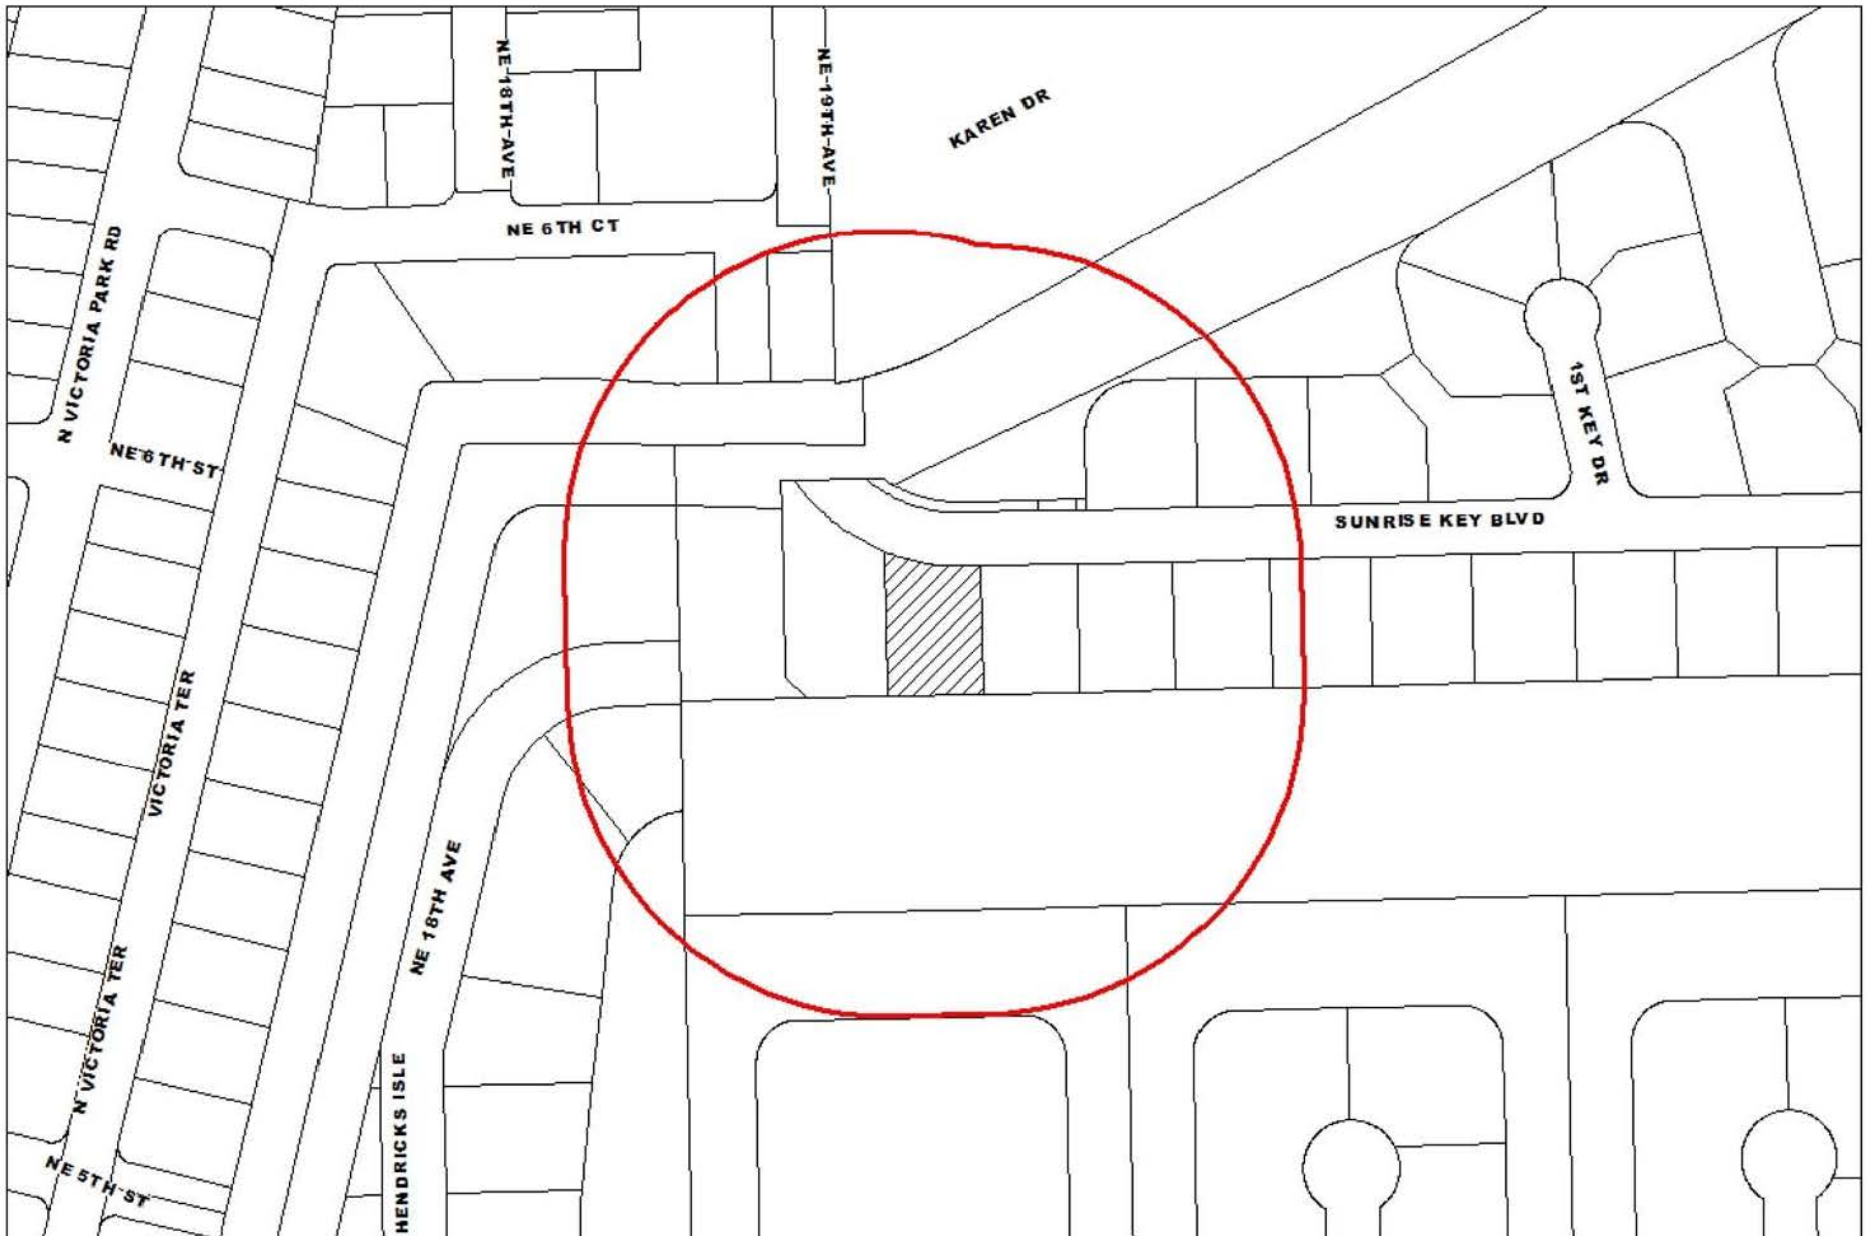 NE 18TH AVE
NE 19TH AVE
KAREN DR
NE 6TH CT
N VICTORIA PARK RD
NE 6TH ST
1ST KEY DR
SUNRISE KEY BLVD
VICTORIA TER
NE 18TH AVE
N VICTORIA TER
HENDRICKS ISLE
NE 5TH ST